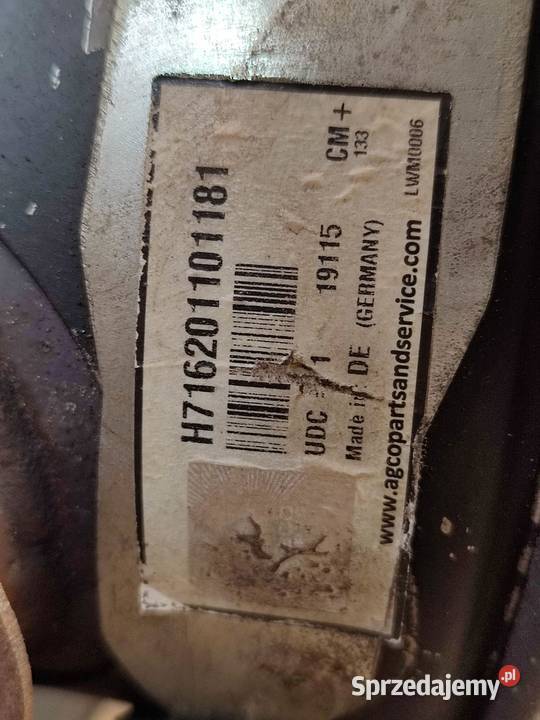 H716201101181
UDC : 1 19115 CM +
133
Made in: DE (GERMANY)
www.agcopartsandservice.com LWM0006
Sprzedajemy.pl